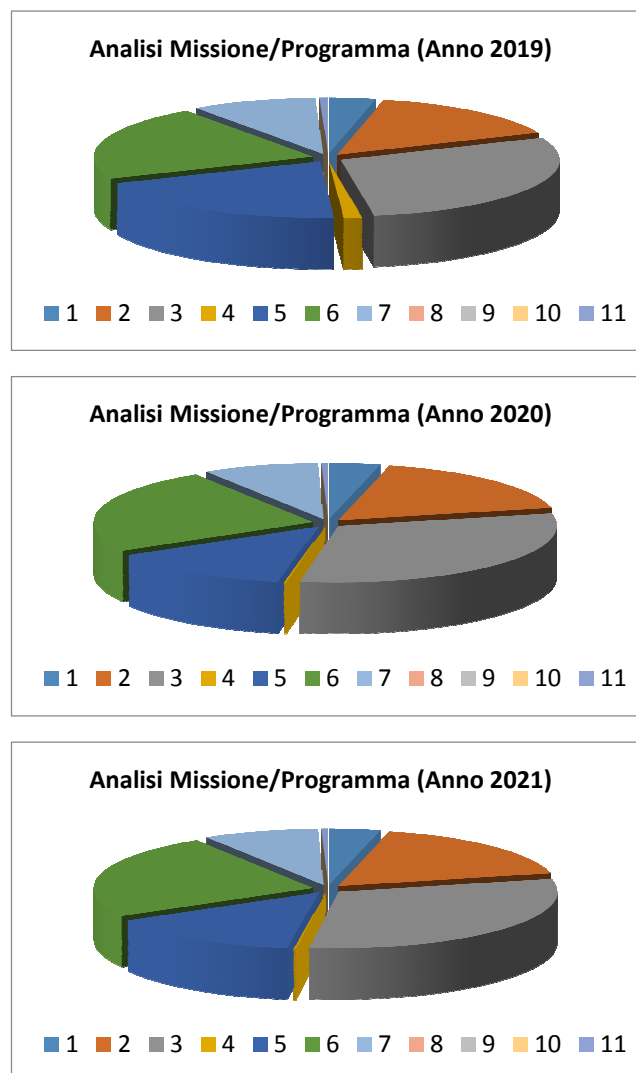 Analisi Missione/Programma (Anno 2019)
1 2 3 4 5 6 7 8 9 10 11
Analisi Missione/Programma (Anno 2020)
1 2 3 4 5 6 7 8 9 10 11
Analisi Missione/Programma (Anno 2021)
1 2 3 4 5 6 7 8 9 10 11